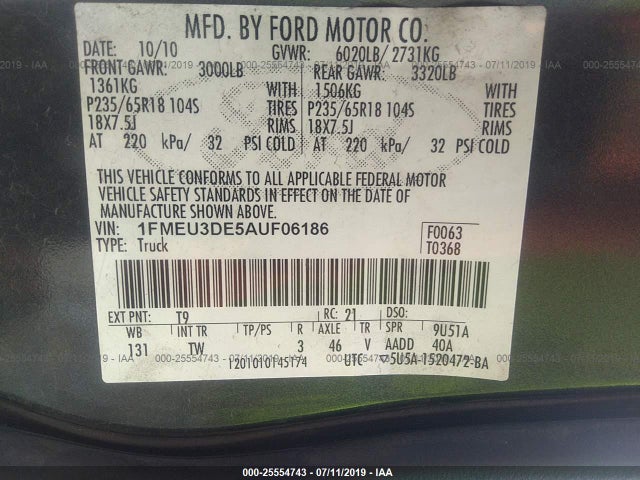 MFD. BY FORD MOTOR CO:
DATE: 10/10 GVWR: 6020LB/ 2731KG
FRONT GAWR: 3000LB REAR GAWR: 3320LB
1361KG WITH 1506KG WITH
P235/65R18 104S TIRES P235/65R18 104S TIRES
18X7.5J RIMS 18X7.5J RIMS
AT 220 kPa/ 32 PSI COLD AT 220 kPa/ 32 PSI COLD
THIS VEHICLE CONFORMS TO ALL APPLICABLE FEDERAL MOTOR
VEHICLE SAFETY STANDARDS IN EFFECT ON THE DATE OF
MANUFACTURE SHOWN ABOVE.
VIN: 1FMEU3DE5AUF06186 F0063
TYPE: Truck T0368
EXT PNT: T9 RC: 21 DSO:
WB INT TR TP/PS R AXLE TR SPR 9U51A
131 TW 3 46 V AADD 40A
1201010145174 UTC 5U5A-1520472-BA
000-25554743 - 07/11/2019 - IAA